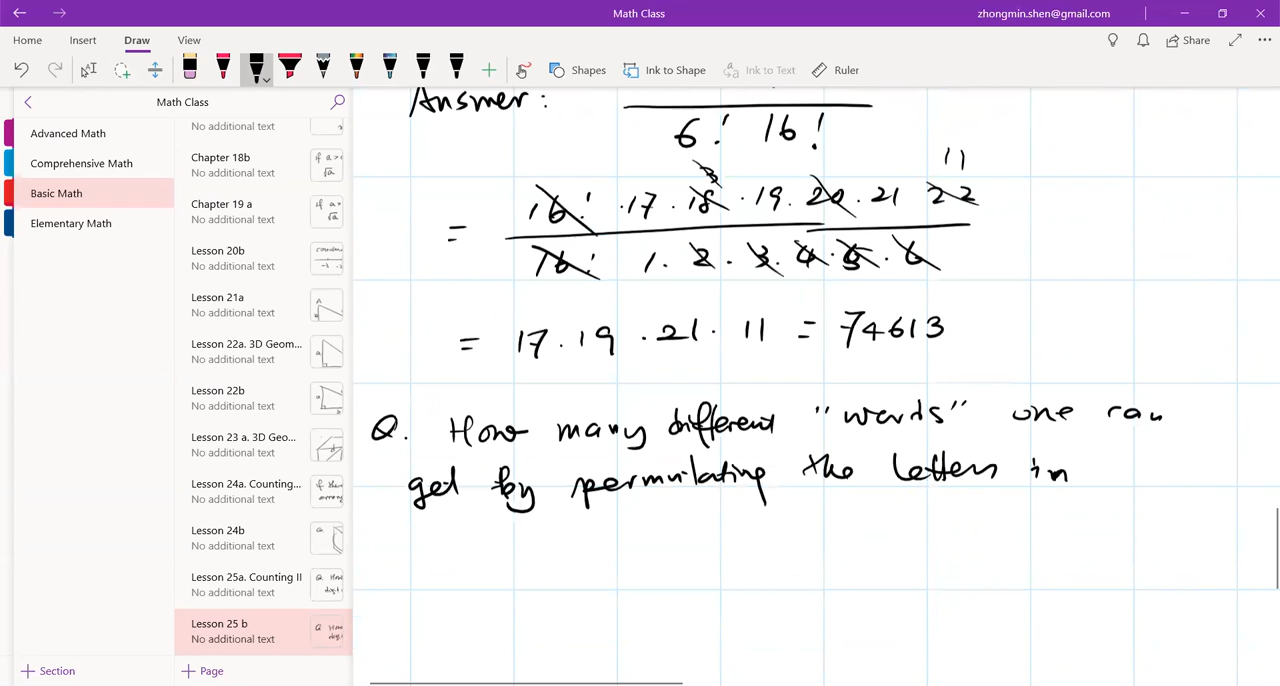 Math Class
zhongmin.shen@gmail.com
Home Insert Draw View
Share
Shapes Ink to Shape Ink to Text Ruler
Math Class
Advanced Math
Comprehensive Math
Basic Math
Elementary Math
No additional text
Chapter 18b
No additional text
Chapter 19 a
No additional text
Lesson 20b
No additional text
Lesson 21a
No additional text
Lesson 22a. 3D Geom...
No additional text
Lesson 22b
No additional text
Lesson 23 a. 3D Geo...
No additional text
Lesson 24a. Counting...
No additional text
Lesson 24b
No additional text
Lesson 25a. Counting II
No additional text
Lesson 25 b
No additional text
Section
Page
Answer:
6! 16!
3 11
= 16! · 17 · 18 · 19 · 20 · 21 22
16! 1 · 2 · 3 · 4 · 5 · 6
= 17 · 19 · 21 · 11 = 74613
Q. How many different "words" one can
get by permutating the letters in